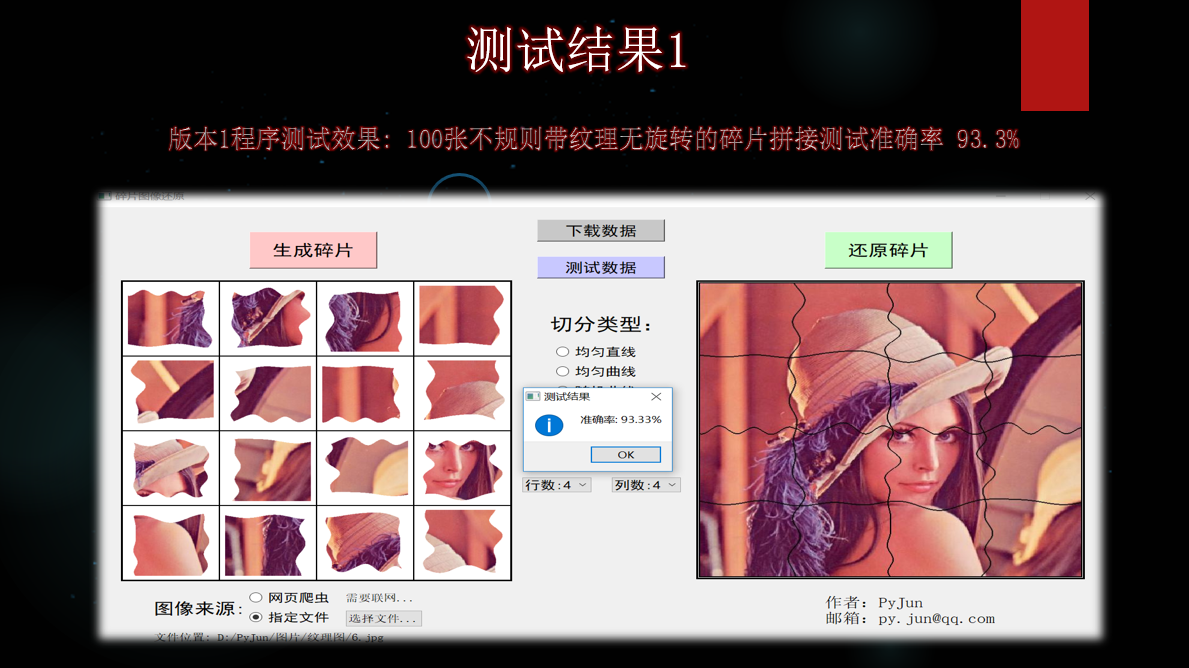 测试结果1
版本1程序测试效果: 100张不规则带纹理无旋转的碎片拼接测试准确率 93.3%
碎片图像还原
生成碎片
下载数据
测试数据
还原碎片
切分类型:
均匀直线
均匀曲线
测试结果
准确率: 93.33%
OK
行数:4
列数:4
图像来源:
网页爬虫
需要联网...
指定文件
选择文件...
文件位置: D:/PyJun/图片/纹理图/6.jpg
作者: PyJun
邮箱: py.jun@qq.com